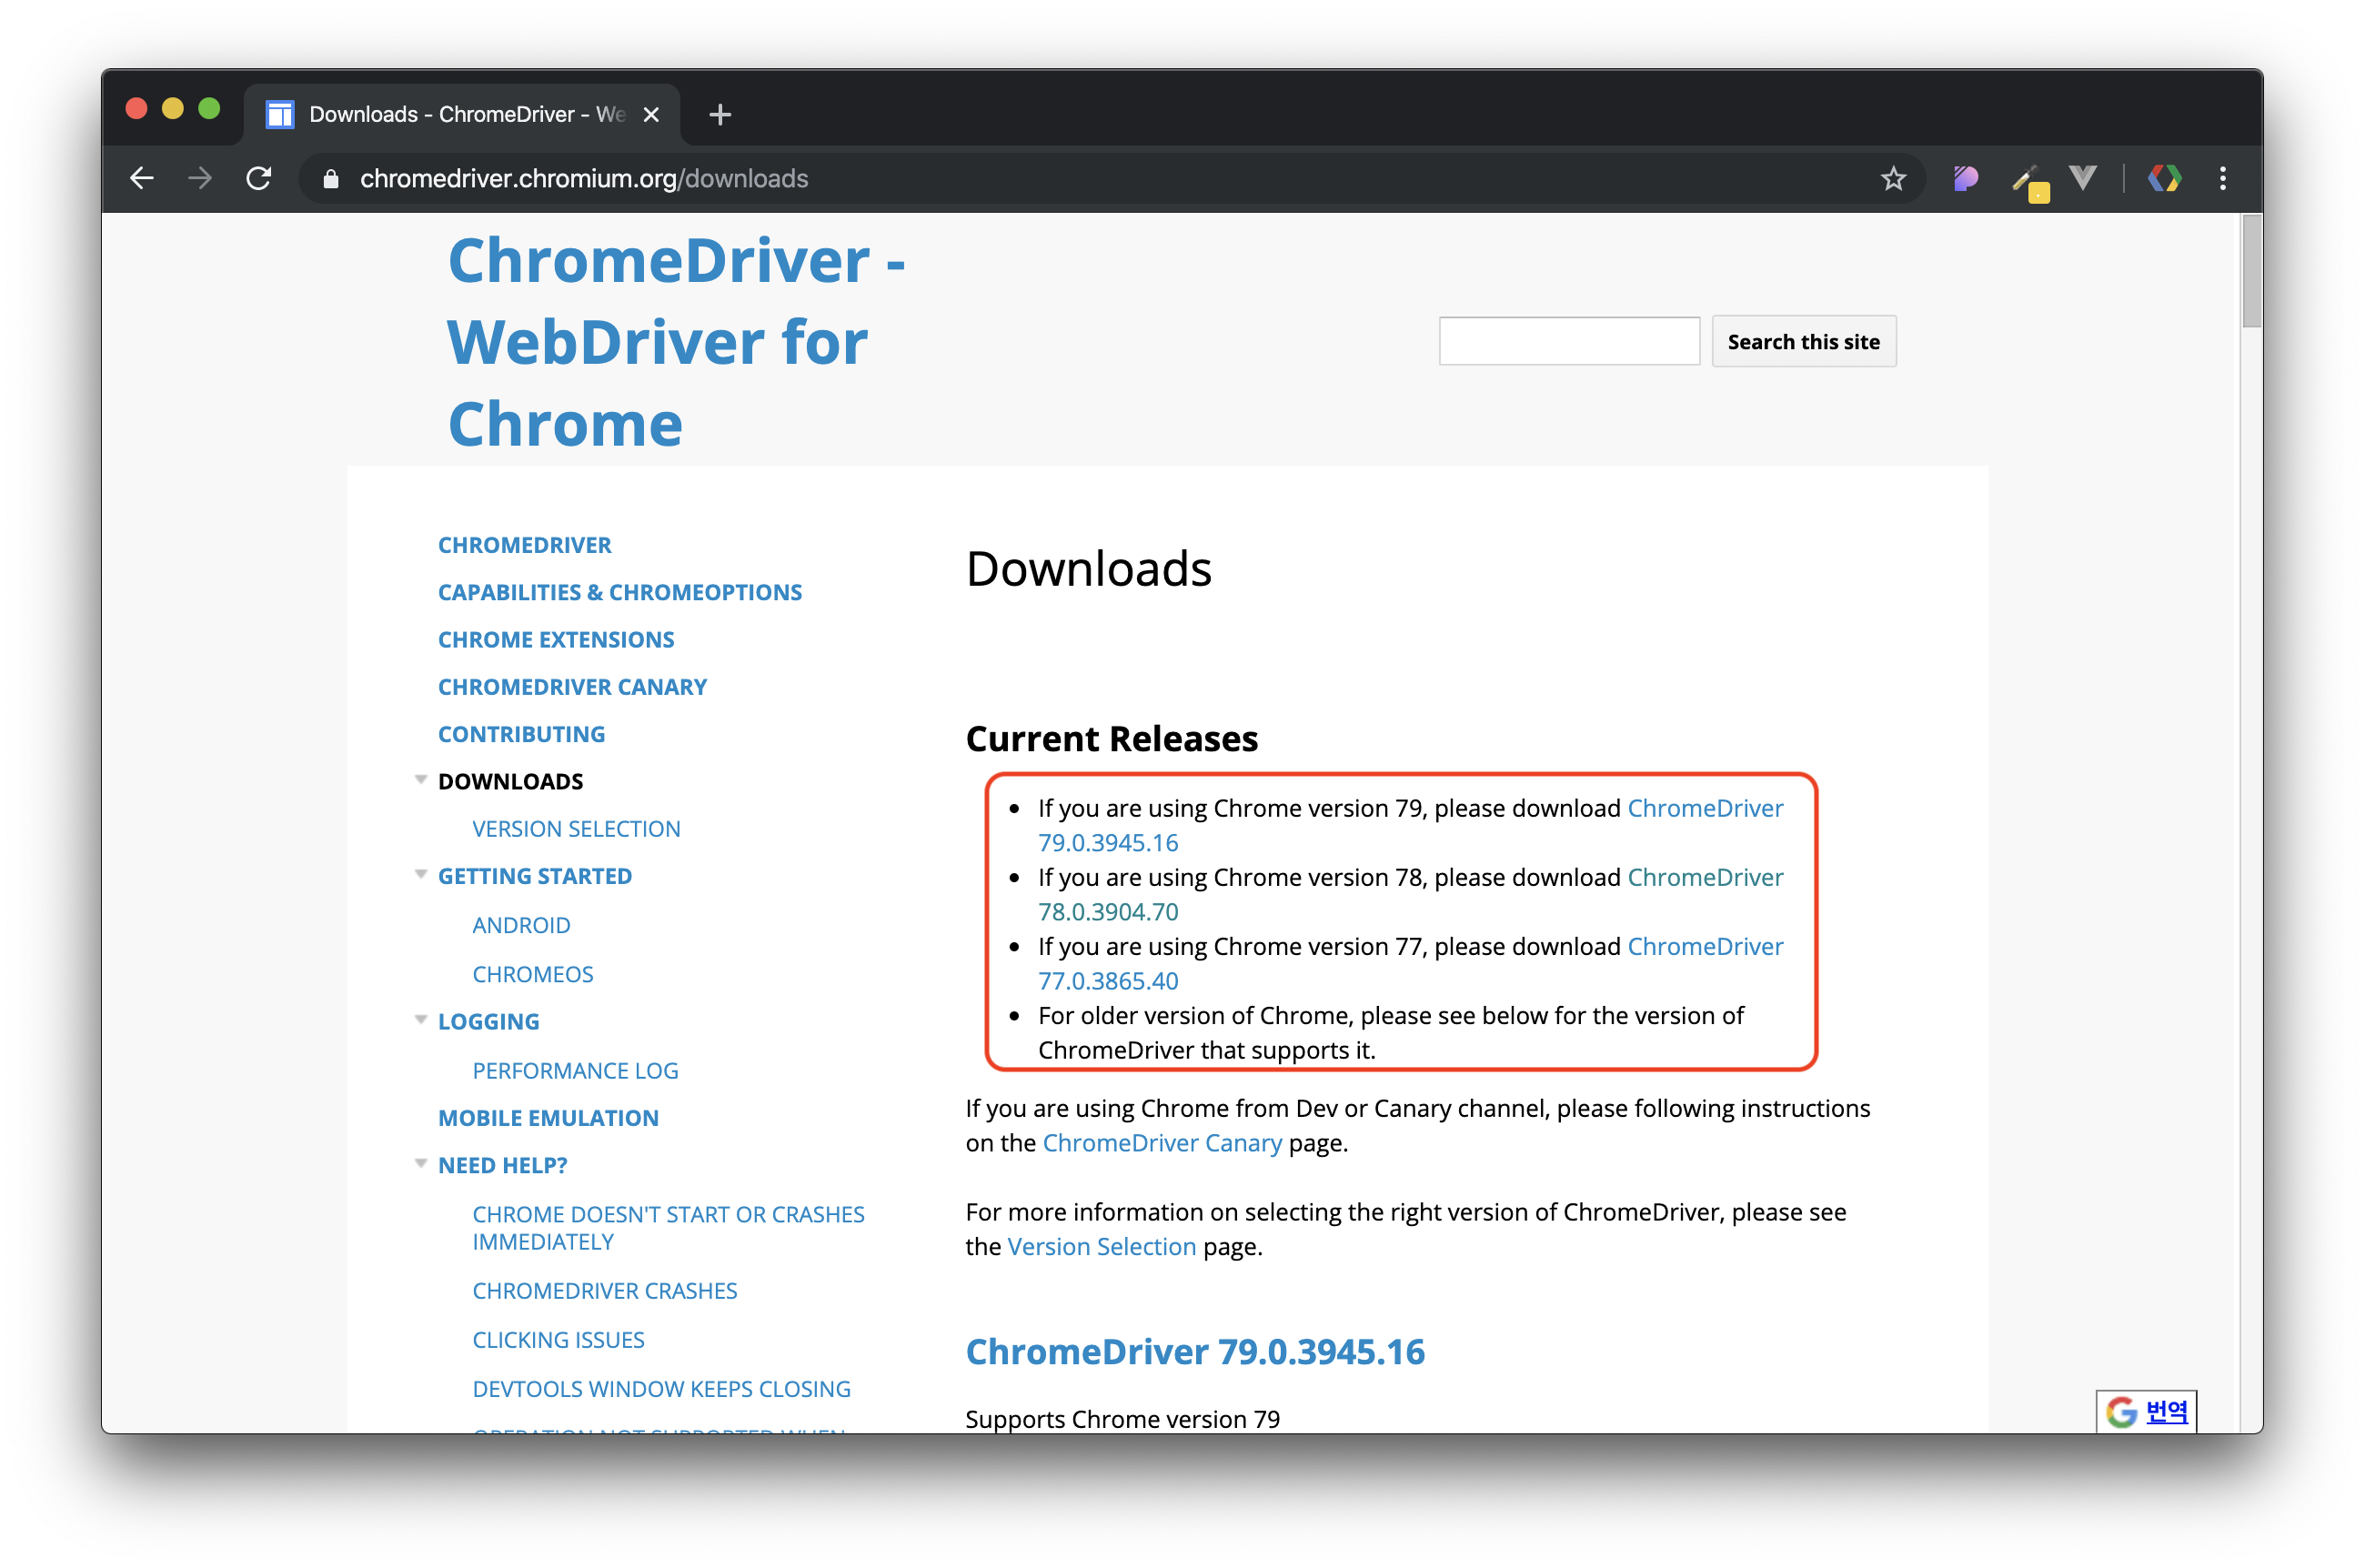 Downloads - ChromeDriver - We
chromedriver.chromium.org/downloads
ChromeDriver -
WebDriver for
Chrome
Search this site
CHROMEDRIVER
CAPABILITIES & CHROMEOPTIONS
CHROME EXTENSIONS
CHROMEDRIVER CANARY
CONTRIBUTING
DOWNLOADS
VERSION SELECTION
GETTING STARTED
ANDROID
CHROMEOS
LOGGING
PERFORMANCE LOG
MOBILE EMULATION
NEED HELP?
CHROME DOESN'T START OR CRASHES
IMMEDIATELY
CHROMEDRIVER CRASHES
CLICKING ISSUES
DEVTOOLS WINDOW KEEPS CLOSING
OPERATION NOT SUPPORTED WHEN
Downloads
Current Releases
If you are using Chrome version 79, please download ChromeDriver
79.0.3945.16
If you are using Chrome version 78, please download ChromeDriver
78.0.3904.70
If you are using Chrome version 77, please download ChromeDriver
77.0.3865.40
For older version of Chrome, please see below for the version of
ChromeDriver that supports it.
If you are using Chrome from Dev or Canary channel, please following instructions
on the ChromeDriver Canary page.
For more information on selecting the right version of ChromeDriver, please see
the Version Selection page.
ChromeDriver 79.0.3945.16
Supports Chrome version 79
번역